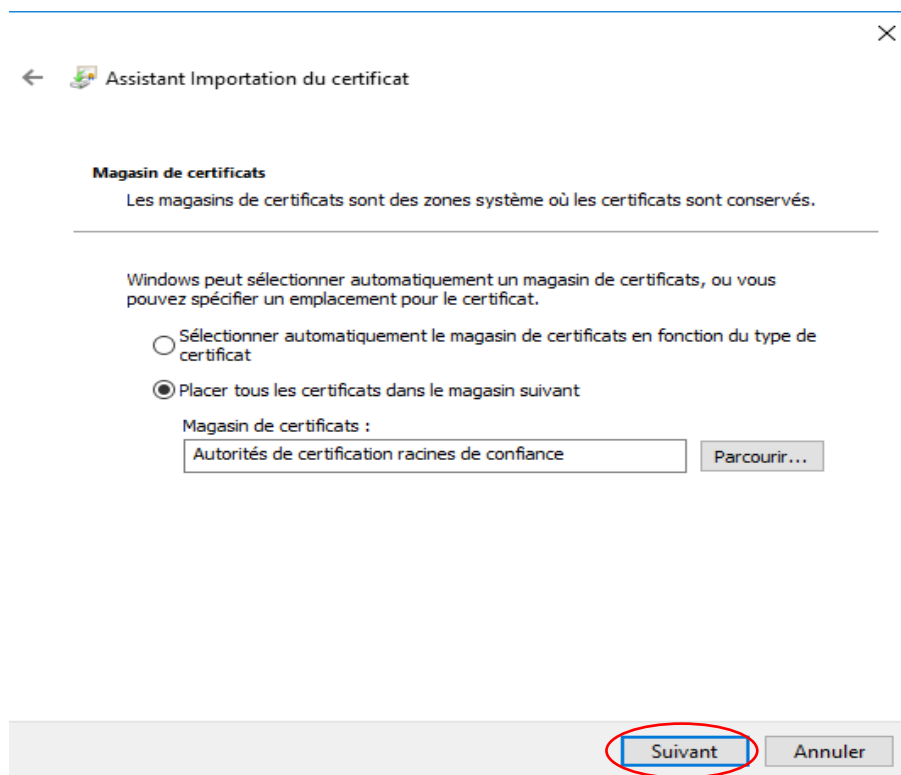 Assistant Importation du certificat
Magasin de certificats
Les magasins de certificats sont des zones système où les certificats sont conservés.
Windows peut sélectionner automatiquement un magasin de certificats, ou vous
pouvez spécifier un emplacement pour le certificat.
Sélectionner automatiquement le magasin de certificats en fonction du type de
certificat
Placer tous les certificats dans le magasin suivant
Magasin de certificats :
Autorités de certification racines de confiance
Parcourir...
Suivant
Annuler